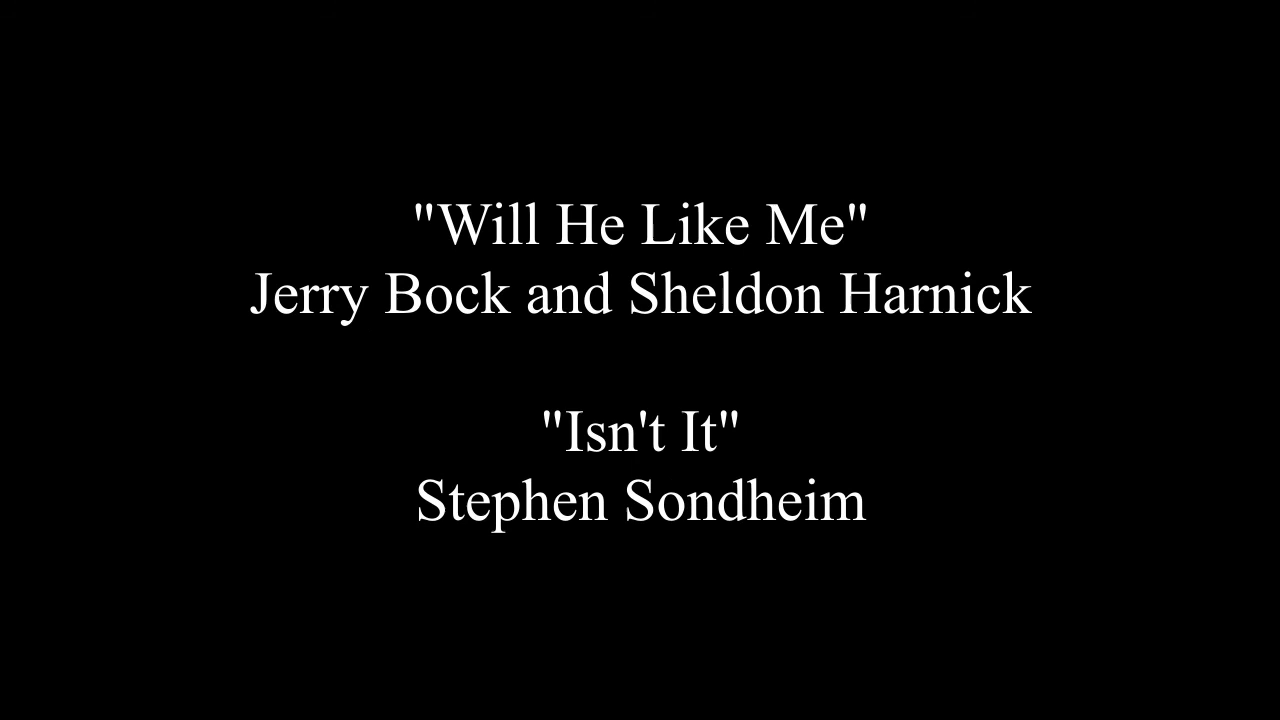 "Will He Like Me"
Jerry Bock and Sheldon Harnick
"Isn't It"
Stephen Sondheim